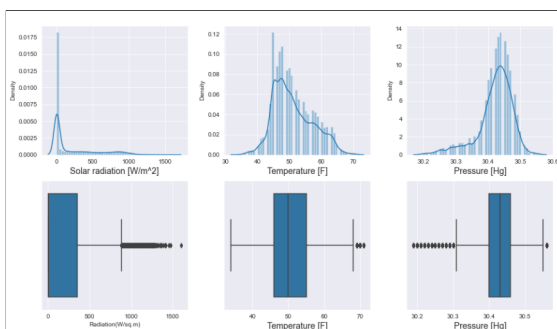 0.0175
0.0150
0.0125
0.0100
0.0075
0.0050
0.0025
0.0000
Density
500 1000 1500
Solar radiation [W/m^2]
0.12
0.10
0.08
0.06
0.04
0.02
0.00
Density
40 50 60 70
Temperature [F]
14
12
10
8
6
4
2
0
Density
30.2 30.3 30.4 30.5 30.6
Pressure [Hg]
0 500 1000 1500
Radiation(W/sq m)
40 50 60 70
Temperature [F]
30.2 30.3 30.4 30.5
Pressure [Hg]